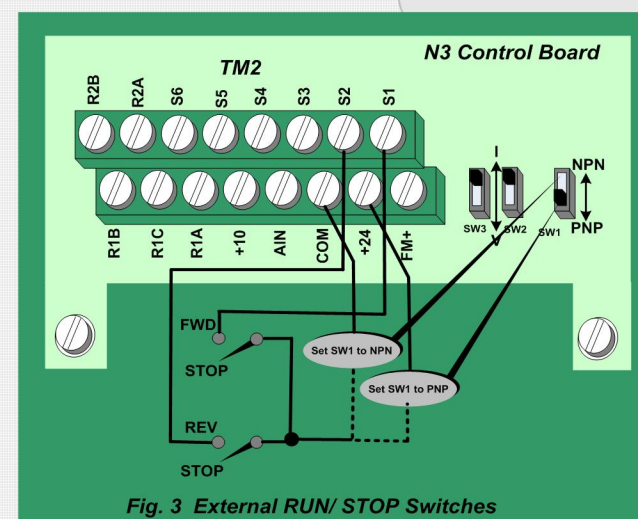 N3 Control Board
TM2
R2B R2A S6 S5 S4 S3 S2 S1
I
NPN
SW3 SW2 SW1 PNP
V
R1B R1C R1A +10 AIN COM +24 FM+
FWD
STOP
Set SW1 to NPN
Set SW1 to PNP
REV
STOP
Fig. 3 External RUN/ STOP Switches